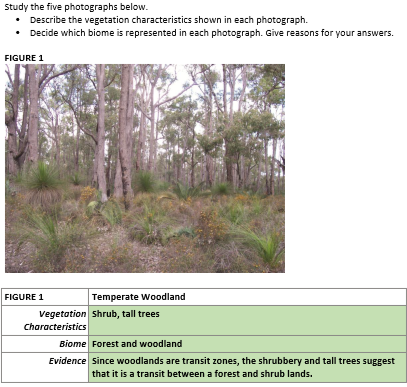 Study the five photographs below.
• Describe the vegetation characteristics shown in each photograph.
• Decide which biome is represented in each photograph. Give reasons for your answers.
FIGURE 1
FIGURE 1 Temperate Woodland
Vegetation Characteristics Shrub, tall trees
Biome Forest and woodland
Evidence Since woodlands are transit zones, the shrubbery and tall trees suggest
that it is a transit between a forest and shrub lands.